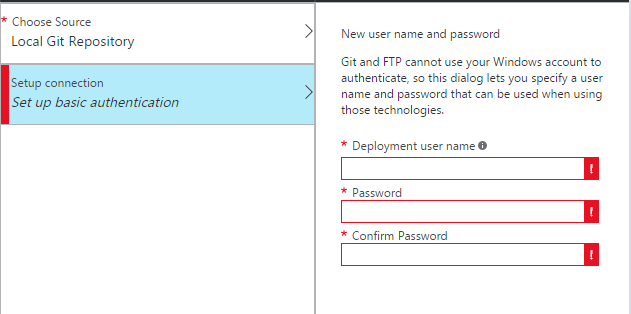 * Choose Source
Local Git Repository
Setup connection
Set up basic authentication
New user name and password
Git and FTP cannot use your Windows account to
authenticate, so this dialog lets you specify a user
name and password that can be used when using
those technologies.
* Deployment user name
* Password
* Confirm Password